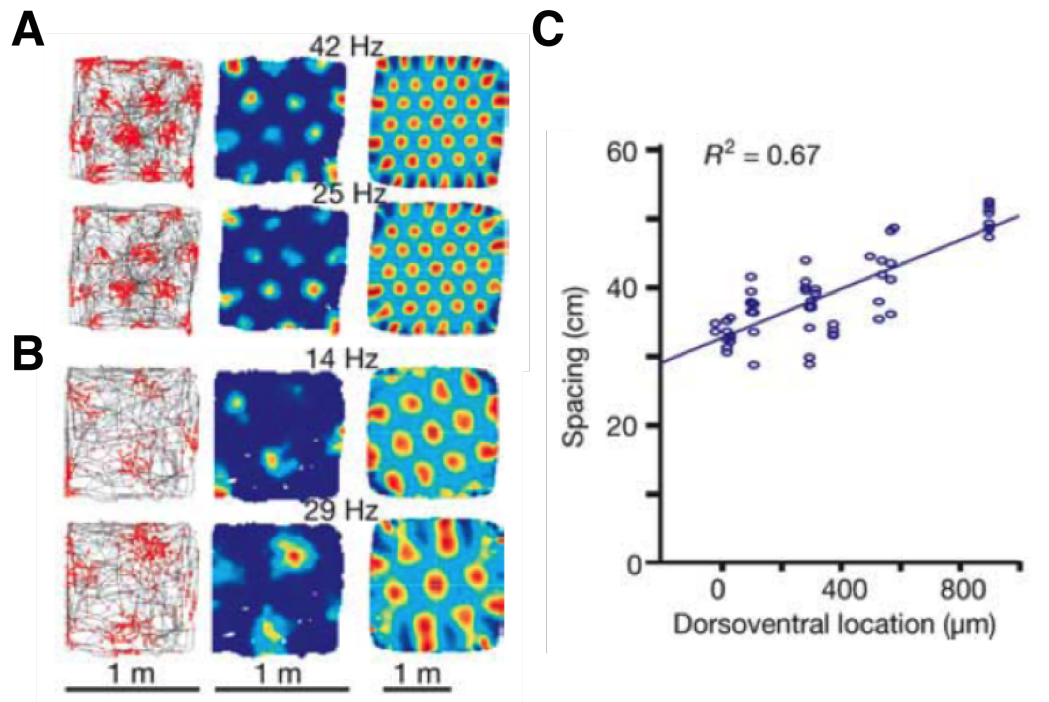 A
42 Hz
25 Hz
B
14 Hz
29 Hz
1 m
1 m
1 m
C
R² = 0.67
60
40
20
0
Spacing (cm)
0
400
800
Dorsoventral location (µm)